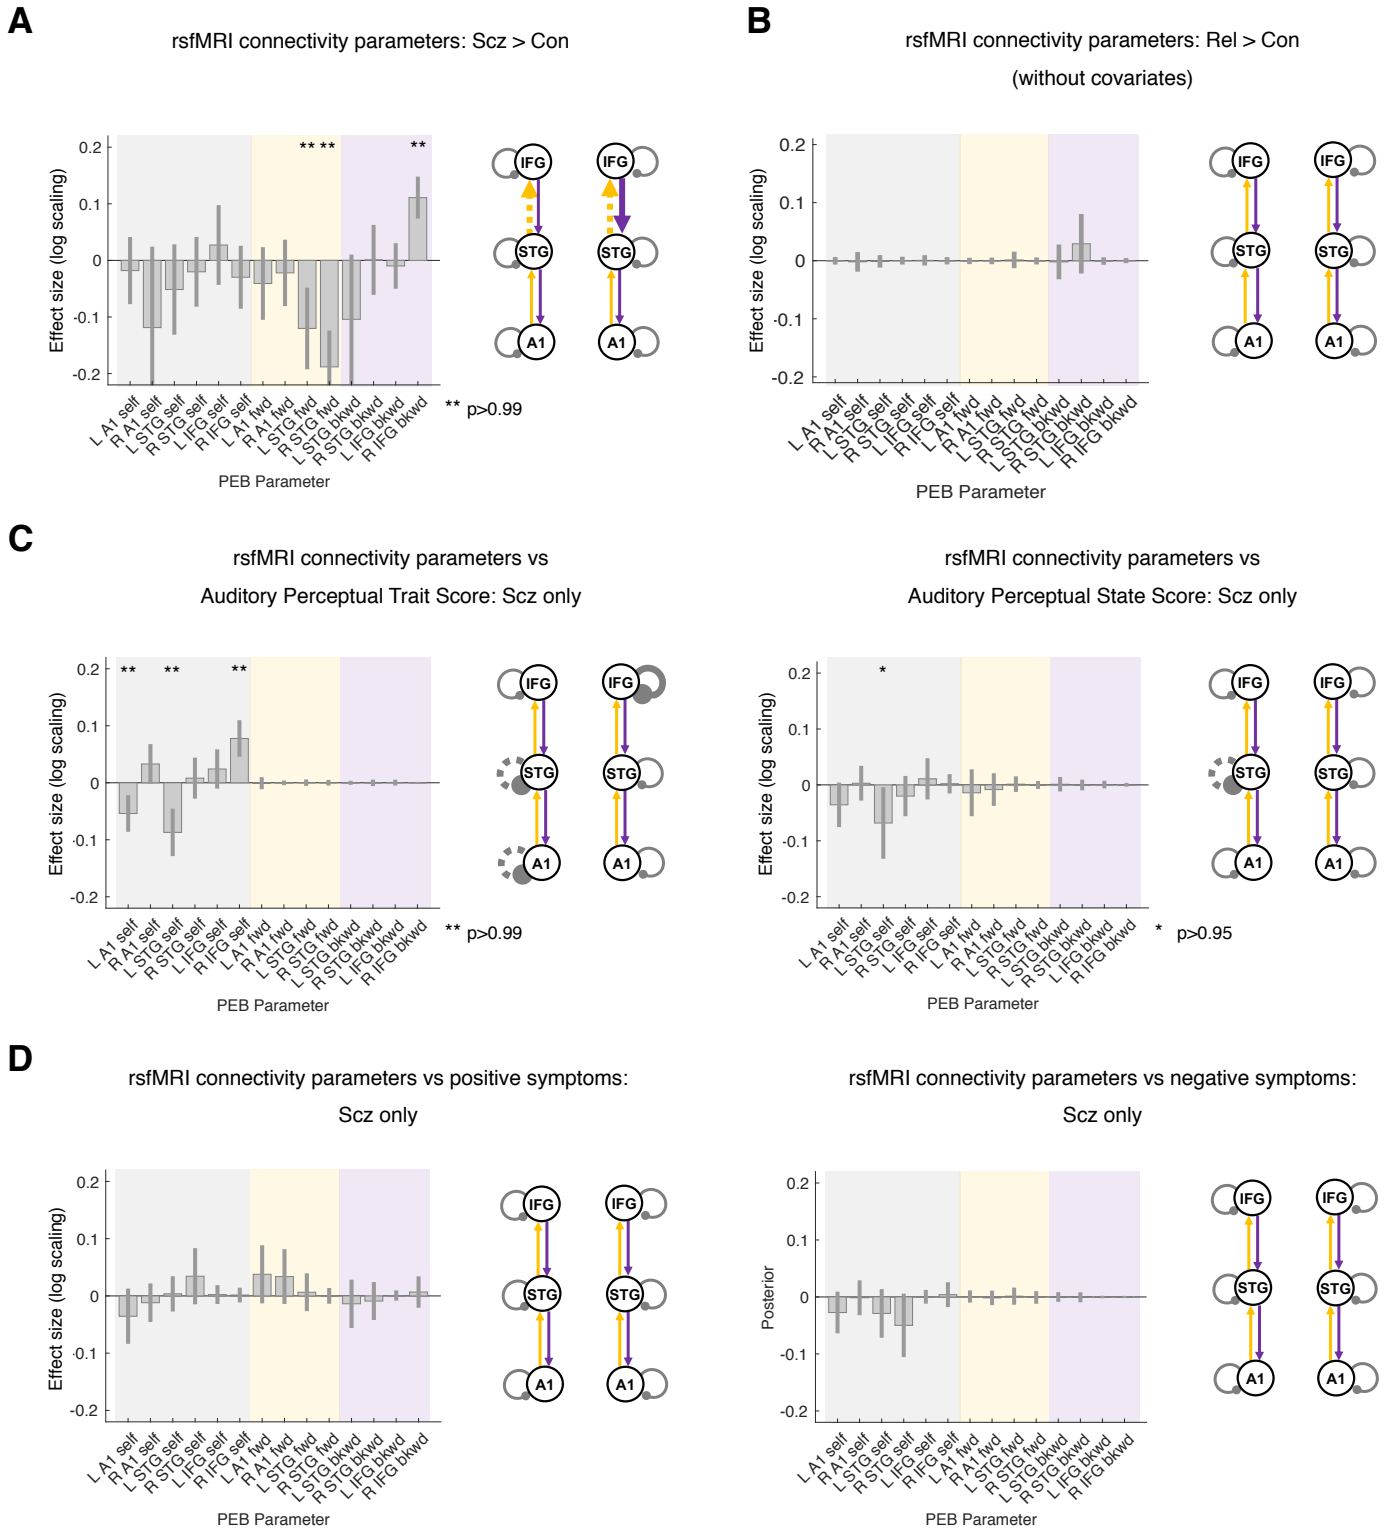 A
rsfMRI connectivity parameters: Scz > Con
Effect size (log scaling)
0.2
0.1
0
-0.1
-0.2
** ** **
L A1 self
R A1 self
L STG self
R STG self
L IFG self
R IFG self
L A1 fwd
R A1 fwd
L STG fwd
R STG fwd
L STG bkwd
R STG bkwd
L IFG bkwd
R IFG bkwd
PEB Parameter
** p>0.99
IFG IFG
STG STG
A1 A1
B
rsfMRI connectivity parameters: Rel > Con
(without covariates)
Effect size (log scaling)
0.2
0.1
0
-0.1
-0.2
L A1 self
R A1 self
L STG self
R STG self
L IFG self
R IFG self
L A1 fwd
R A1 fwd
L STG fwd
R STG fwd
L STG bkwd
R STG bkwd
L IFG bkwd
R IFG bkwd
PEB Parameter
IFG IFG
STG STG
A1 A1
C
rsfMRI connectivity parameters vs
Auditory Perceptual Trait Score: Scz only
Effect size (log scaling)
0.2
0.1
0
-0.1
-0.2
** ** **
L A1 self
R A1 self
L STG self
R STG self
L IFG self
R IFG self
L A1 fwd
R A1 fwd
L STG fwd
R STG fwd
L STG bkwd
R STG bkwd
L IFG bkwd
R IFG bkwd
PEB Parameter
** p>0.99
IFG IFG
STG STG
A1 A1
rsfMRI connectivity parameters vs
Auditory Perceptual State Score: Scz only
Effect size (log scaling)
0.2
0.1
0
-0.1
-0.2
*
L A1 self
R A1 self
L STG self
R STG self
L IFG self
R IFG self
L A1 fwd
R A1 fwd
L STG fwd
R STG fwd
L STG bkwd
R STG bkwd
L IFG bkwd
R IFG bkwd
PEB Parameter
* p>0.95
IFG IFG
STG STG
A1 A1
D
rsfMRI connectivity parameters vs positive symptoms:
Scz only
Effect size (log scaling)
0.2
0.1
0
-0.1
-0.2
L A1 self
R A1 self
L STG self
R STG self
L IFG self
R IFG self
L A1 fwd
R A1 fwd
L STG fwd
R STG fwd
L STG bkwd
R STG bkwd
L IFG bkwd
R IFG bkwd
PEB Parameter
IFG IFG
STG STG
A1 A1
rsfMRI connectivity parameters vs negative symptoms:
Scz only
Posterior
0.2
0.1
0
-0.1
-0.2
L A1 self
R A1 self
L STG self
R STG self
L IFG self
R IFG self
L A1 fwd
R A1 fwd
L STG fwd
R STG fwd
L STG bkwd
R STG bkwd
L IFG bkwd
R IFG bkwd
PEB Parameter
IFG IFG
STG STG
A1 A1